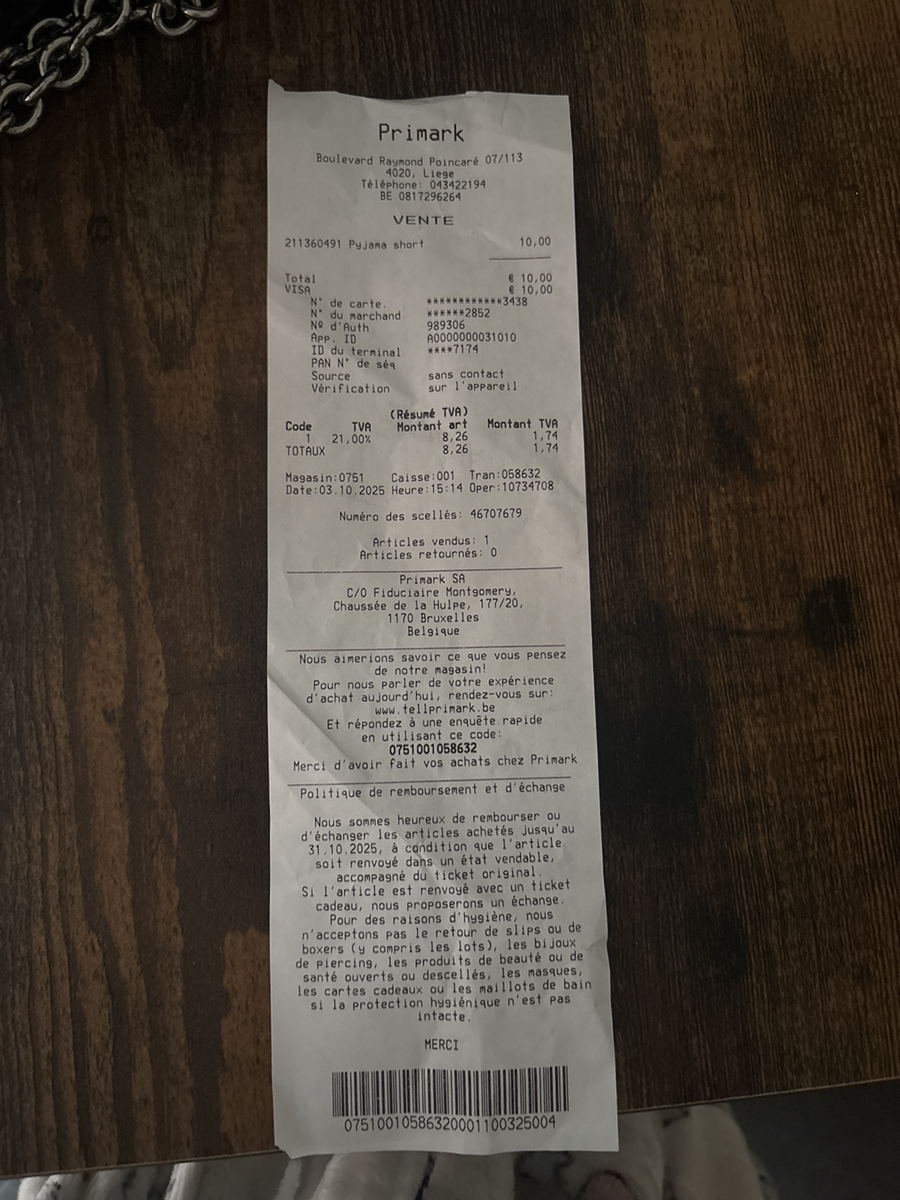 Primark
Boulevard Raymond Poincaré 07/113
4020, Liege
Téléphone: 043422194
BE 0817296264
VENTE
211360491 Pyjama short 10,00
Total € 10,00
VISA € 10,00
N° de carte. ************3438
N° du marchand ******2852
Nº d'Auth 989306
App. ID A0000000031010
ID du terminal ****7174
PAN N° de séq
Source sans contact
Vérification sur l'appareil
(Résumé TVA)
Code TVA Montant art Montant TVA
1 21,00% 8,26 1,74
TOTAUX 8,26 1,74
Magasin:0751 Caisse:001 Tran:058632
Date:03.10.2025 Heure:15:14 Oper:10734708
Numéro des scellés: 46707679
Articles vendus: 1
Articles retournés: 0
Primark SA
C/O Fiduciaire Montgomery,
Chaussée de la Hulpe, 177/20,
1170 Bruxelles
Belgique
Nous aimerions savoir ce que vous pensez
de notre magasin!
Pour nous parler de votre expérience
d'achat aujourd'hui, rendez-vous sur:
www.tellprimark.be
Et répondez à une enquête rapide
en utilisant ce code:
0751001058632
Merci d'avoir fait vos achats chez Primark
Politique de remboursement et d'échange
Nous sommes heureux de rembourser ou
d'échanger les articles achetés jusqu'au
31.10.2025, à condition que l'article
soit renvoyé dans un état vendable,
accompagné du ticket original.
Si l'article est renvoyé avec un ticket
cadeau, nous proposerons un échange.
Pour des raisons d'hygiène, nous
n'acceptons pas le retour de slips ou de
boxers (y compris les lots), les bijoux
de piercing, les produits de beauté ou de
santé ouverts ou descellés, les masques,
les cartes cadeaux ou les maillots de bain
si la protection hygiénique n'est pas
intacte.
MERCI
07510010586320001100325004